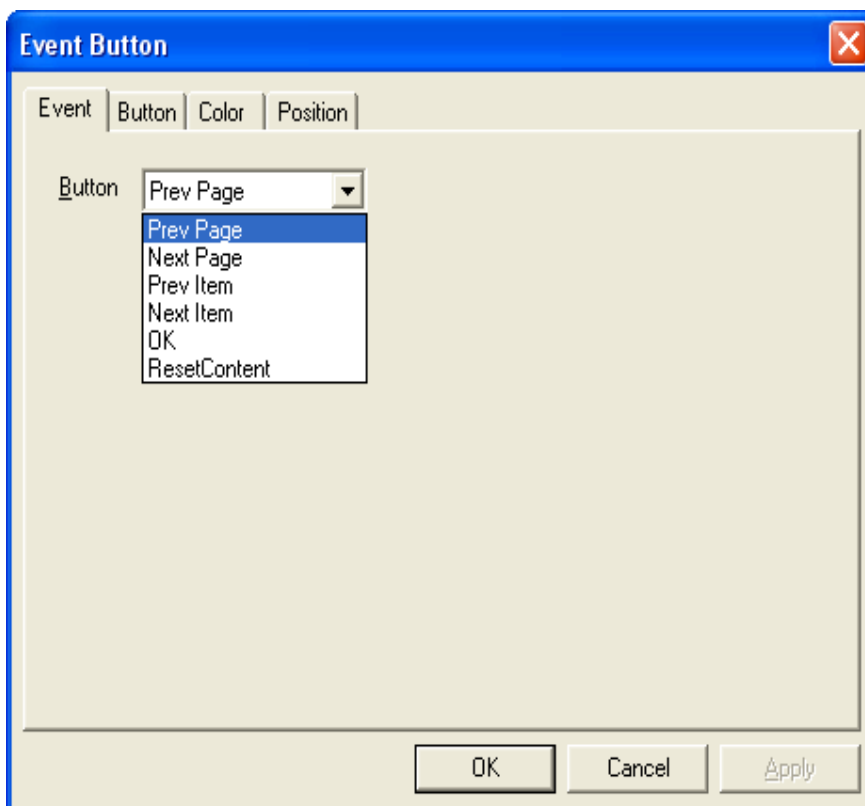 Event Button
Event Button Color Position
Button Prev Page
Prev Page
Next Page
Prev Item
Next Item
OK
ResetContent
OK Cancel Apply